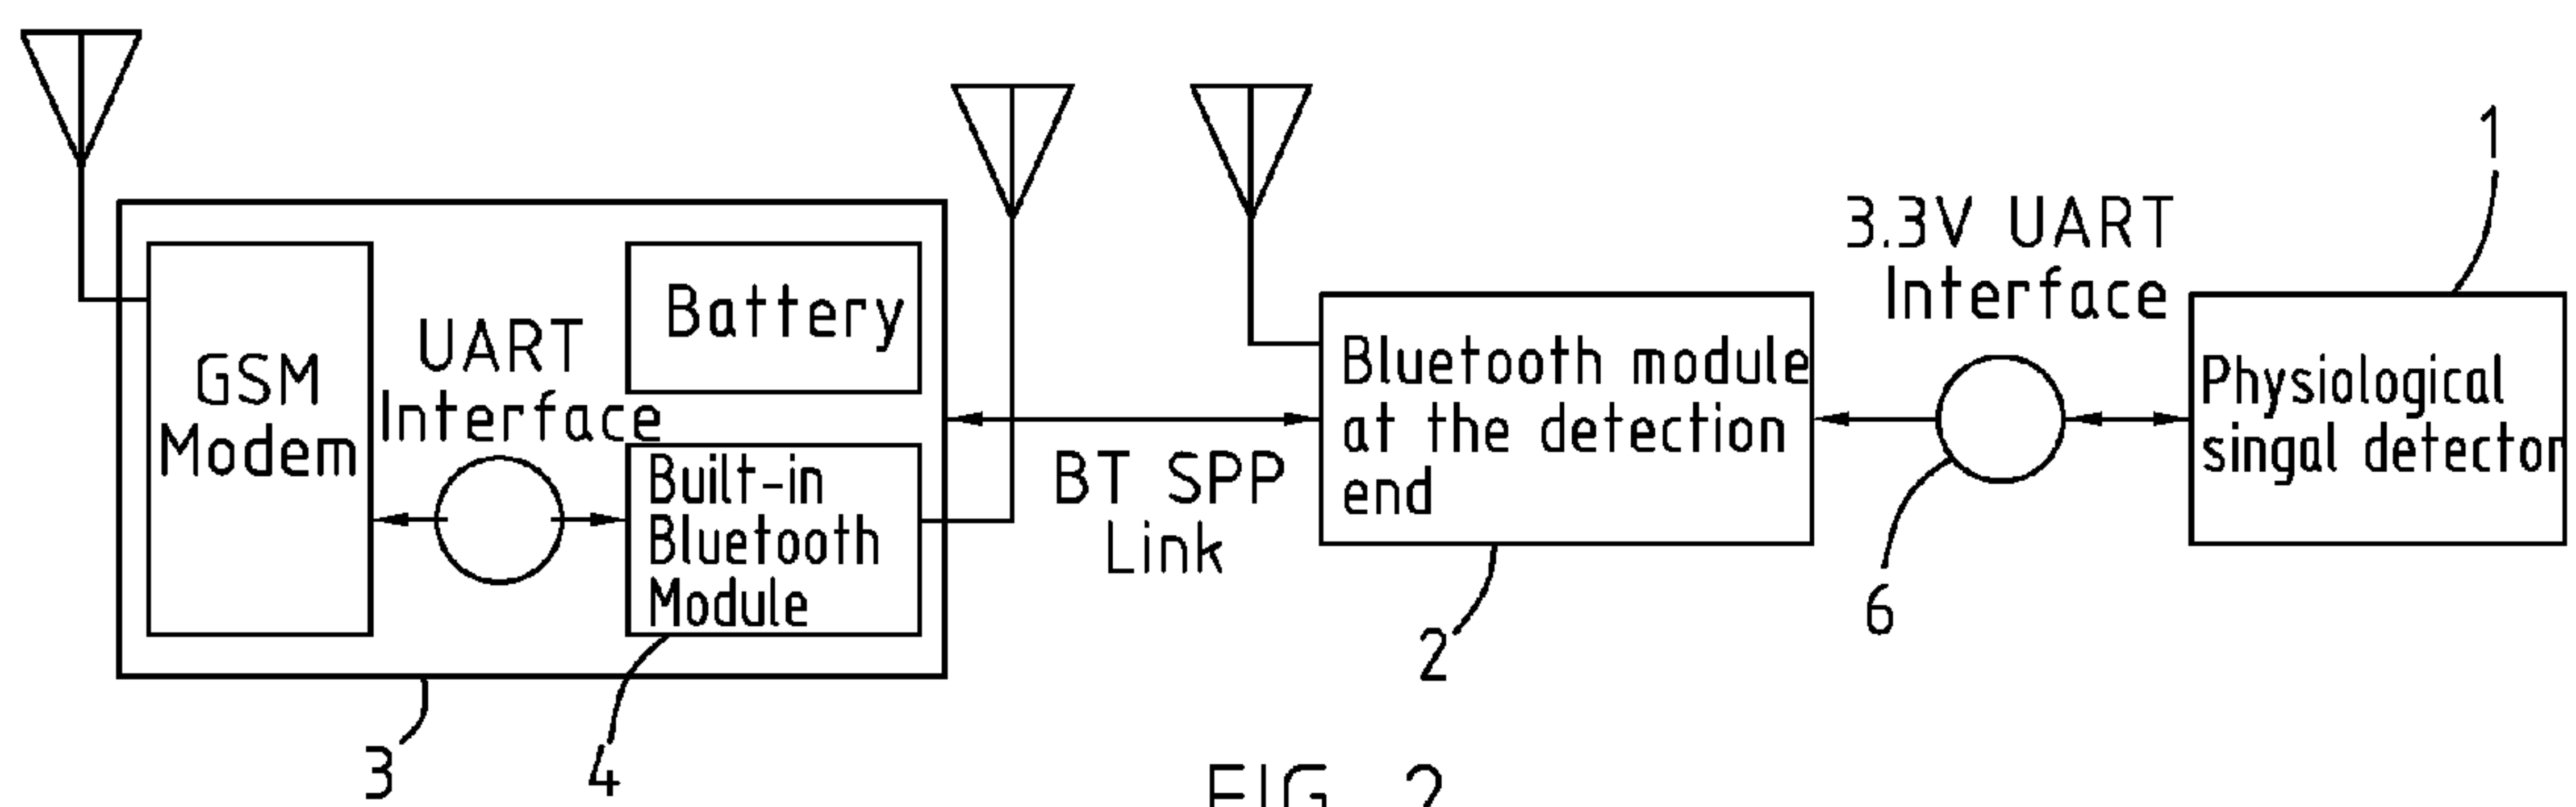 GSM
Modem
UART
Interface
Battery
Built-in
Bluetooth
Module
3
4
BT SPP
Link
Bluetooth module
at the detection
end
2
3.3V UART
Interface
6
Physiological
singal detector
1
FIG. 2